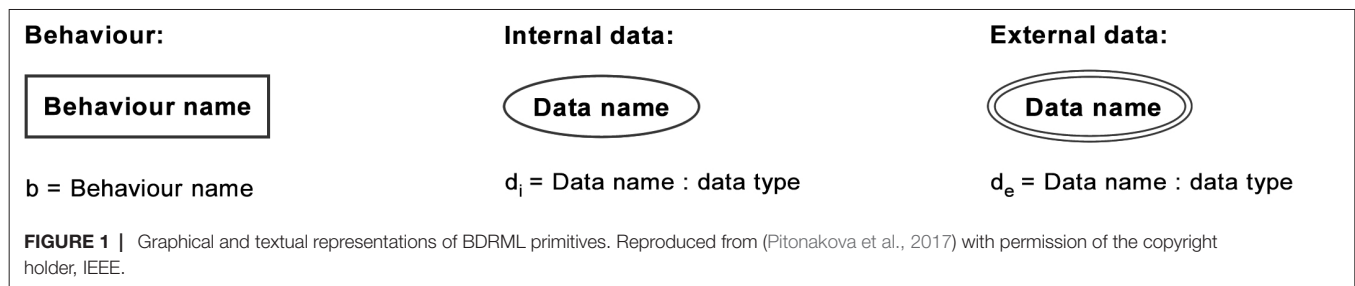 Behaviour: Internal data: External data:
Behaviour name Data name Data name
b = Behaviour name d_i = Data name : data type d_e = Data name : data type
FIGURE 1 | Graphical and textual representations of BDRML primitives. Reproduced from (Pitonakova et al., 2017) with permission of the copyright
holder, IEEE.